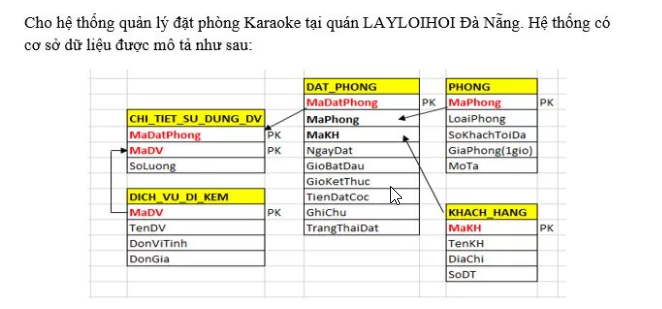 Cho hệ thống quản lý đặt phòng Karaoke tại quán LAYLOIHOI Đà Nẵng. Hệ thống có
cơ sở dữ liệu được mô tả như sau:
DAT_PHONG
MaDatPhong PK
MaPhong
MaKH
NgayDat
GioBatDau
GioKetThuc
TienDatCoc
GhiChu
TrangThaiDat
PHONG
MaPhong PK
LoaiPhong
SoKhachToiDa
GiaPhong(1gio)
MoTa
CHI_TIET_SU_DUNG_DV
MaDatPhong PK
MaDV PK
SoLuong
DICH_VU_DI_KEM
MaDV PK
TenDV
DonViTinh
DonGia
KHACH_HANG
MaKH PK
TenKH
DiaChi
SoDT